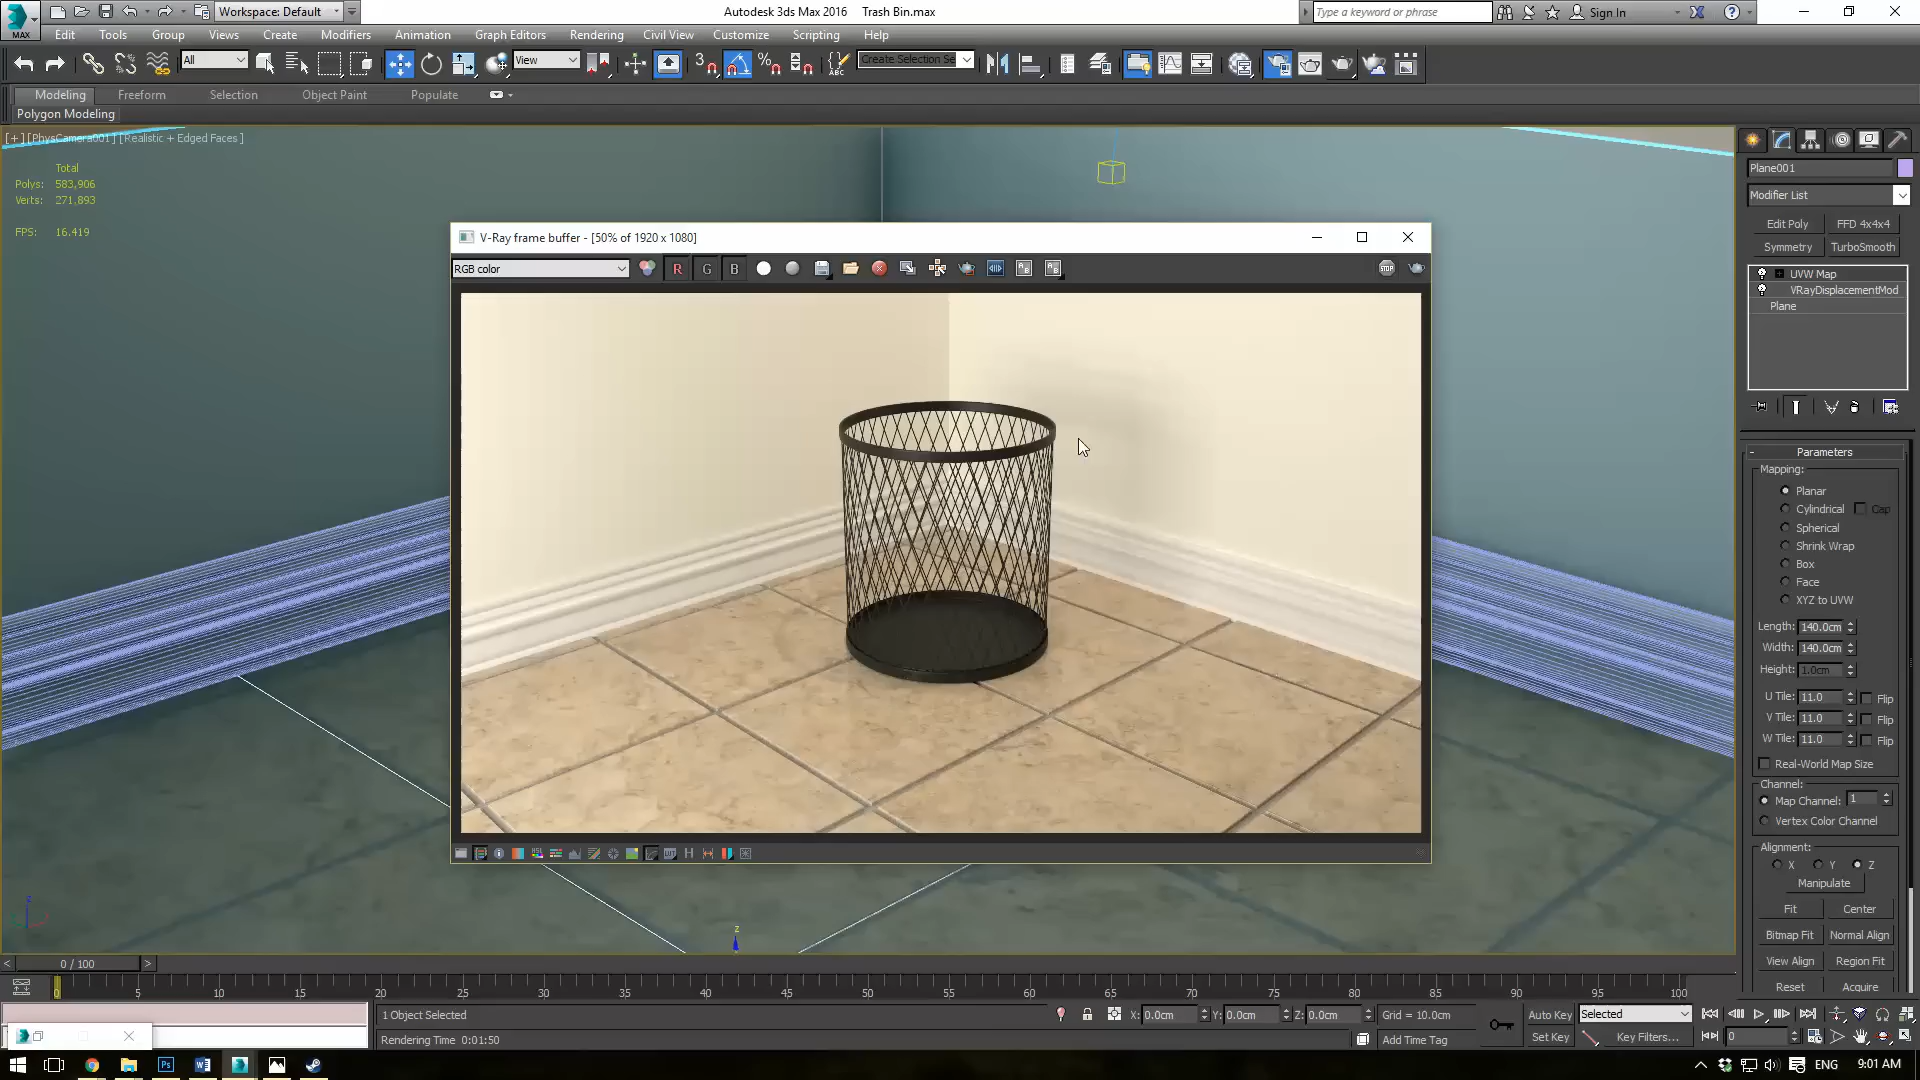 Workspace: Default
Autodesk 3ds Max 2016
Trash Bin.max
Type a keyword or phrase
Sign In
MAX
Edit
Tools
Group
Views
Create
Modifiers
Animation
Graph Editors
Rendering
Civil View
Customize
Scripting
Help
All
View
3
ABC
Create Selection Se
Modeling
Freeform
Selection
Object Paint
Populate
Polygon Modeling
[+] [PhysCamera001] [Realistic + Edged Faces ]
Total
Polys: 583,906
Verts: 271,893
FPS: 16.419
V-Ray frame buffer - [50% of 1920 x 1080]
RGB color
R
G
B
STOP
Plane001
Modifier List
Edit Poly
FFD 4x4x4
Symmetry
TurboSmooth
UVW Map
VRayDisplacementMod
Plane
Parameters
Mapping:
Planar
Cylindrical
Cap
Spherical
Shrink Wrap
Box
Face
XYZ to UVW
Length: 140.0cm
Width: 140.0cm
Height: 1.0cm
U Tile: 11.0 Flip
V Tile: 11.0 Flip
W Tile: 11.0 Flip
Real-World Map Size
Channel:
Map Channel: 1
Vertex Color Channel
Alignment:
X Y Z
Manipulate
Fit
Center
Bitmap Fit
Normal Align
View Align
Region Fit
Reset
Acquire
z
z
0 / 100
0 5 10 15 20 25 30 35 40 45 50 55 60 65 70 75 80 85 90 95 100
1 Object Selected
X: 0.0cm Y: 0.0cm Z: 0.0cm
Grid = 10.0cm
Auto Key
Selected
Rendering Time 0:01:50
Add Time Tag
Set Key
Key Filters...
0
ENG
9:01 AM